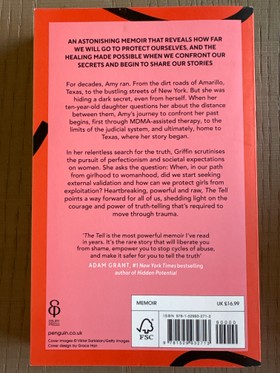 AN ASTONISHING MEMOIR THAT REVEALS HOW FAR
WE WILL GO TO PROTECT OURSELVES, AND THE
HEALING MADE POSSIBLE WHEN WE CONFRONT OUR
SECRETS AND BEGIN TO SHARE OUR STORIES
For decades, Amy ran. From the dirt roads of Amarillo,
Texas, to the bustling streets of New York. But she was
hiding a dark secret, even from herself. When her
ten-year-old daughter questions her about the distance
between them, Amy's journey to confront her past
begins, first through MDMA-assisted therapy, to the
limits of the judicial system, and ultimately, home to
Texas, where her story began.
In her relentless search for the truth, Griffin scrutinises
the pursuit of perfectionism and societal expectations
on women. She asks the question: When, in our path
from girlhood to womanhood, did we start seeking
external validation and how can we protect girls from
exploitation? Heartbreaking, powerful and raw, The Tell
points a way forward for all of us, shedding light on the
courage and power of truth-telling that's required to
move through trauma.
'The Tell is the most powerful memoir I've read
in years. It's the rare story that will liberate you
from shame, empower you to stop cycles of abuse,
and make it safer for you to tell the truth'
ADAM GRANT, #1 New York Times bestselling
author of Hidden Potential
MEMOIR
UK £16.99
90000
FSC
penguin.co.uk
Cover design by Grace Han